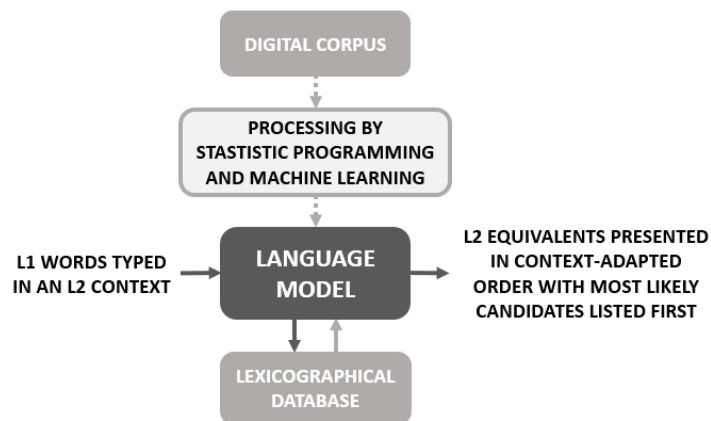 DIGITAL CORPUS
PROCESSING BY
STASTISTIC PROGRAMMING
AND MACHINE LEARNING
L1 WORDS TYPED
IN AN L2 CONTEXT
LANGUAGE
MODEL
L2 EQUIVALENTS PRESENTED
IN CONTEXT-ADAPTED
ORDER WITH MOST LIKELY
CANDIDATES LISTED FIRST
LEXICOGRAPHICAL
DATABASE